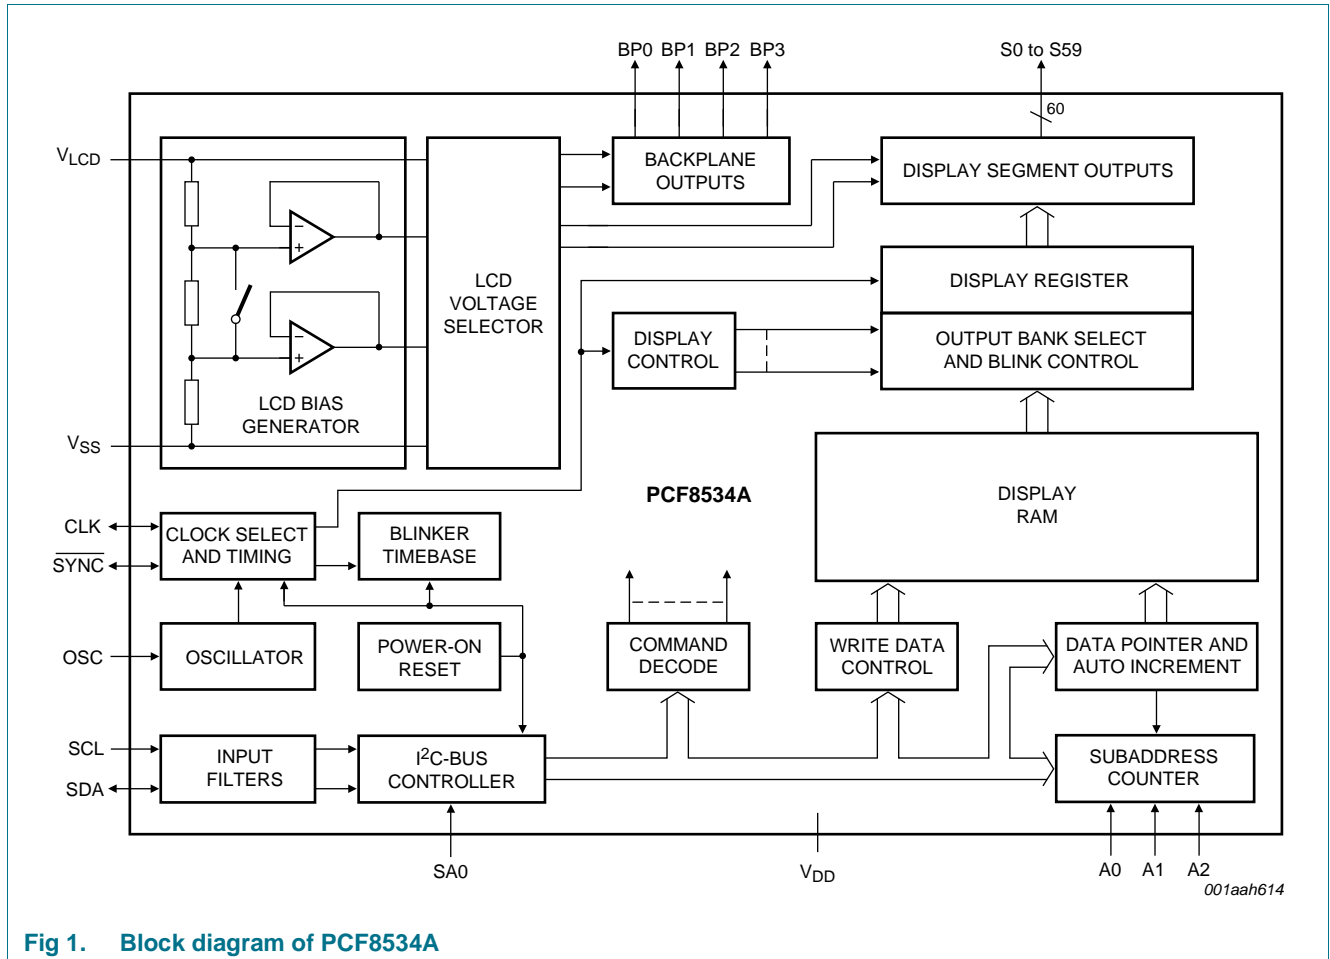 BP0 BP1 BP2 BP3
S0 to S59
60
VLCD
BACKPLANE
OUTPUTS
DISPLAY SEGMENT OUTPUTS
−
+
LCD
VOLTAGE
SELECTOR
DISPLAY REGISTER
−
+
DISPLAY
CONTROL
OUTPUT BANK SELECT
AND BLINK CONTROL
LCD BIAS
GENERATOR
VSS
PCF8534A
DISPLAY
RAM
CLK
SYNC
CLOCK SELECT
AND TIMING
BLINKER
TIMEBASE
OSC
OSCILLATOR
POWER-ON
RESET
COMMAND
DECODE
WRITE DATA
CONTROL
DATA POINTER AND
AUTO INCREMENT
SCL
SDA
INPUT
FILTERS
I2C-BUS
CONTROLLER
SUBADDRESS
COUNTER
SA0
VDD
A0 A1 A2
001aah614
Fig 1. Block diagram of PCF8534A